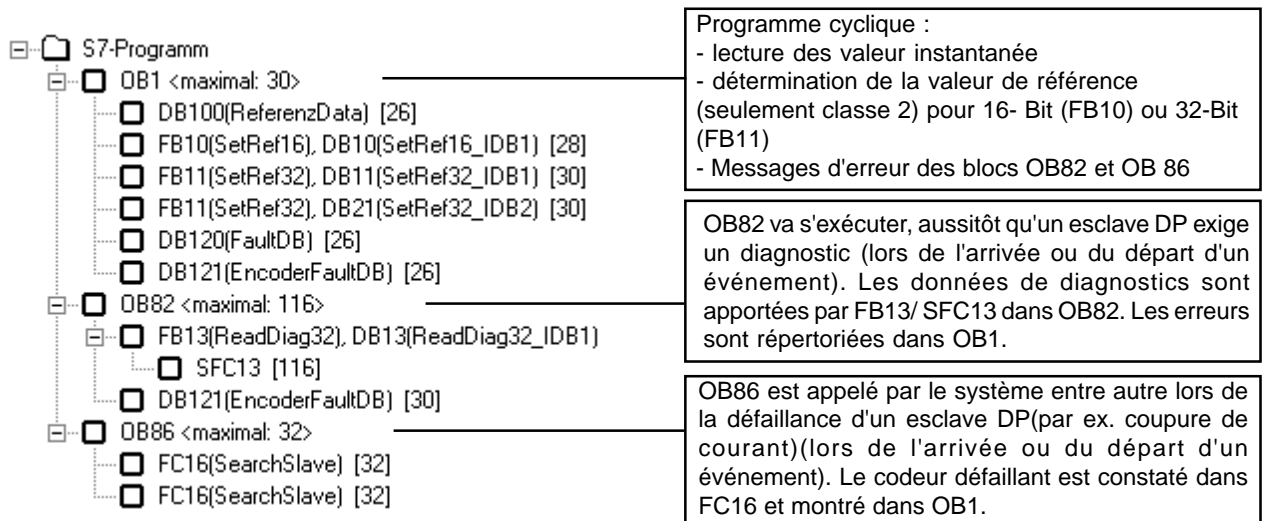 S7-Programm
OB1 <maximal: 30>
DB100(ReferenzData) [26]
FB10(SetRef16), DB10(SetRef16_IDB1) [28]
FB11(SetRef32), DB11(SetRef32_IDB1) [30]
FB11(SetRef32), DB21(SetRef32_IDB2) [30]
DB120(FaultDB) [26]
DB121(EncoderFaultDB) [26]
OB82 <maximal: 116>
FB13(ReadDiag32), DB13(ReadDiag32_IDB1)
SFC13 [116]
DB121(EncoderFaultDB) [30]
OB86 <maximal: 32>
FC16(SearchSlave) [32]
FC16(SearchSlave) [32]
Programme cyclique :
- lecture des valeur instantanée
- détermination de la valeur de référence
(seulement classe 2) pour 16- Bit (FB10) ou 32-Bit
(FB11)
- Messages d'erreur des blocs OB82 et OB 86
OB82 va s'exécuter, aussitôt qu'un esclave DP exige
un diagnostic (lors de l'arrivée ou du départ d'un
événement). Les données de diagnostics sont
apportées par FB13/ SFC13 dans OB82. Les erreurs
sont répertoriées dans OB1.
OB86 est appelé par le système entre autre lors de
la défaillance d'un esclave DP(par ex. coupure de
courant)(lors de l'arrivée ou du départ d'un
événement). Le codeur défaillant est constaté dans
FC16 et montré dans OB1.